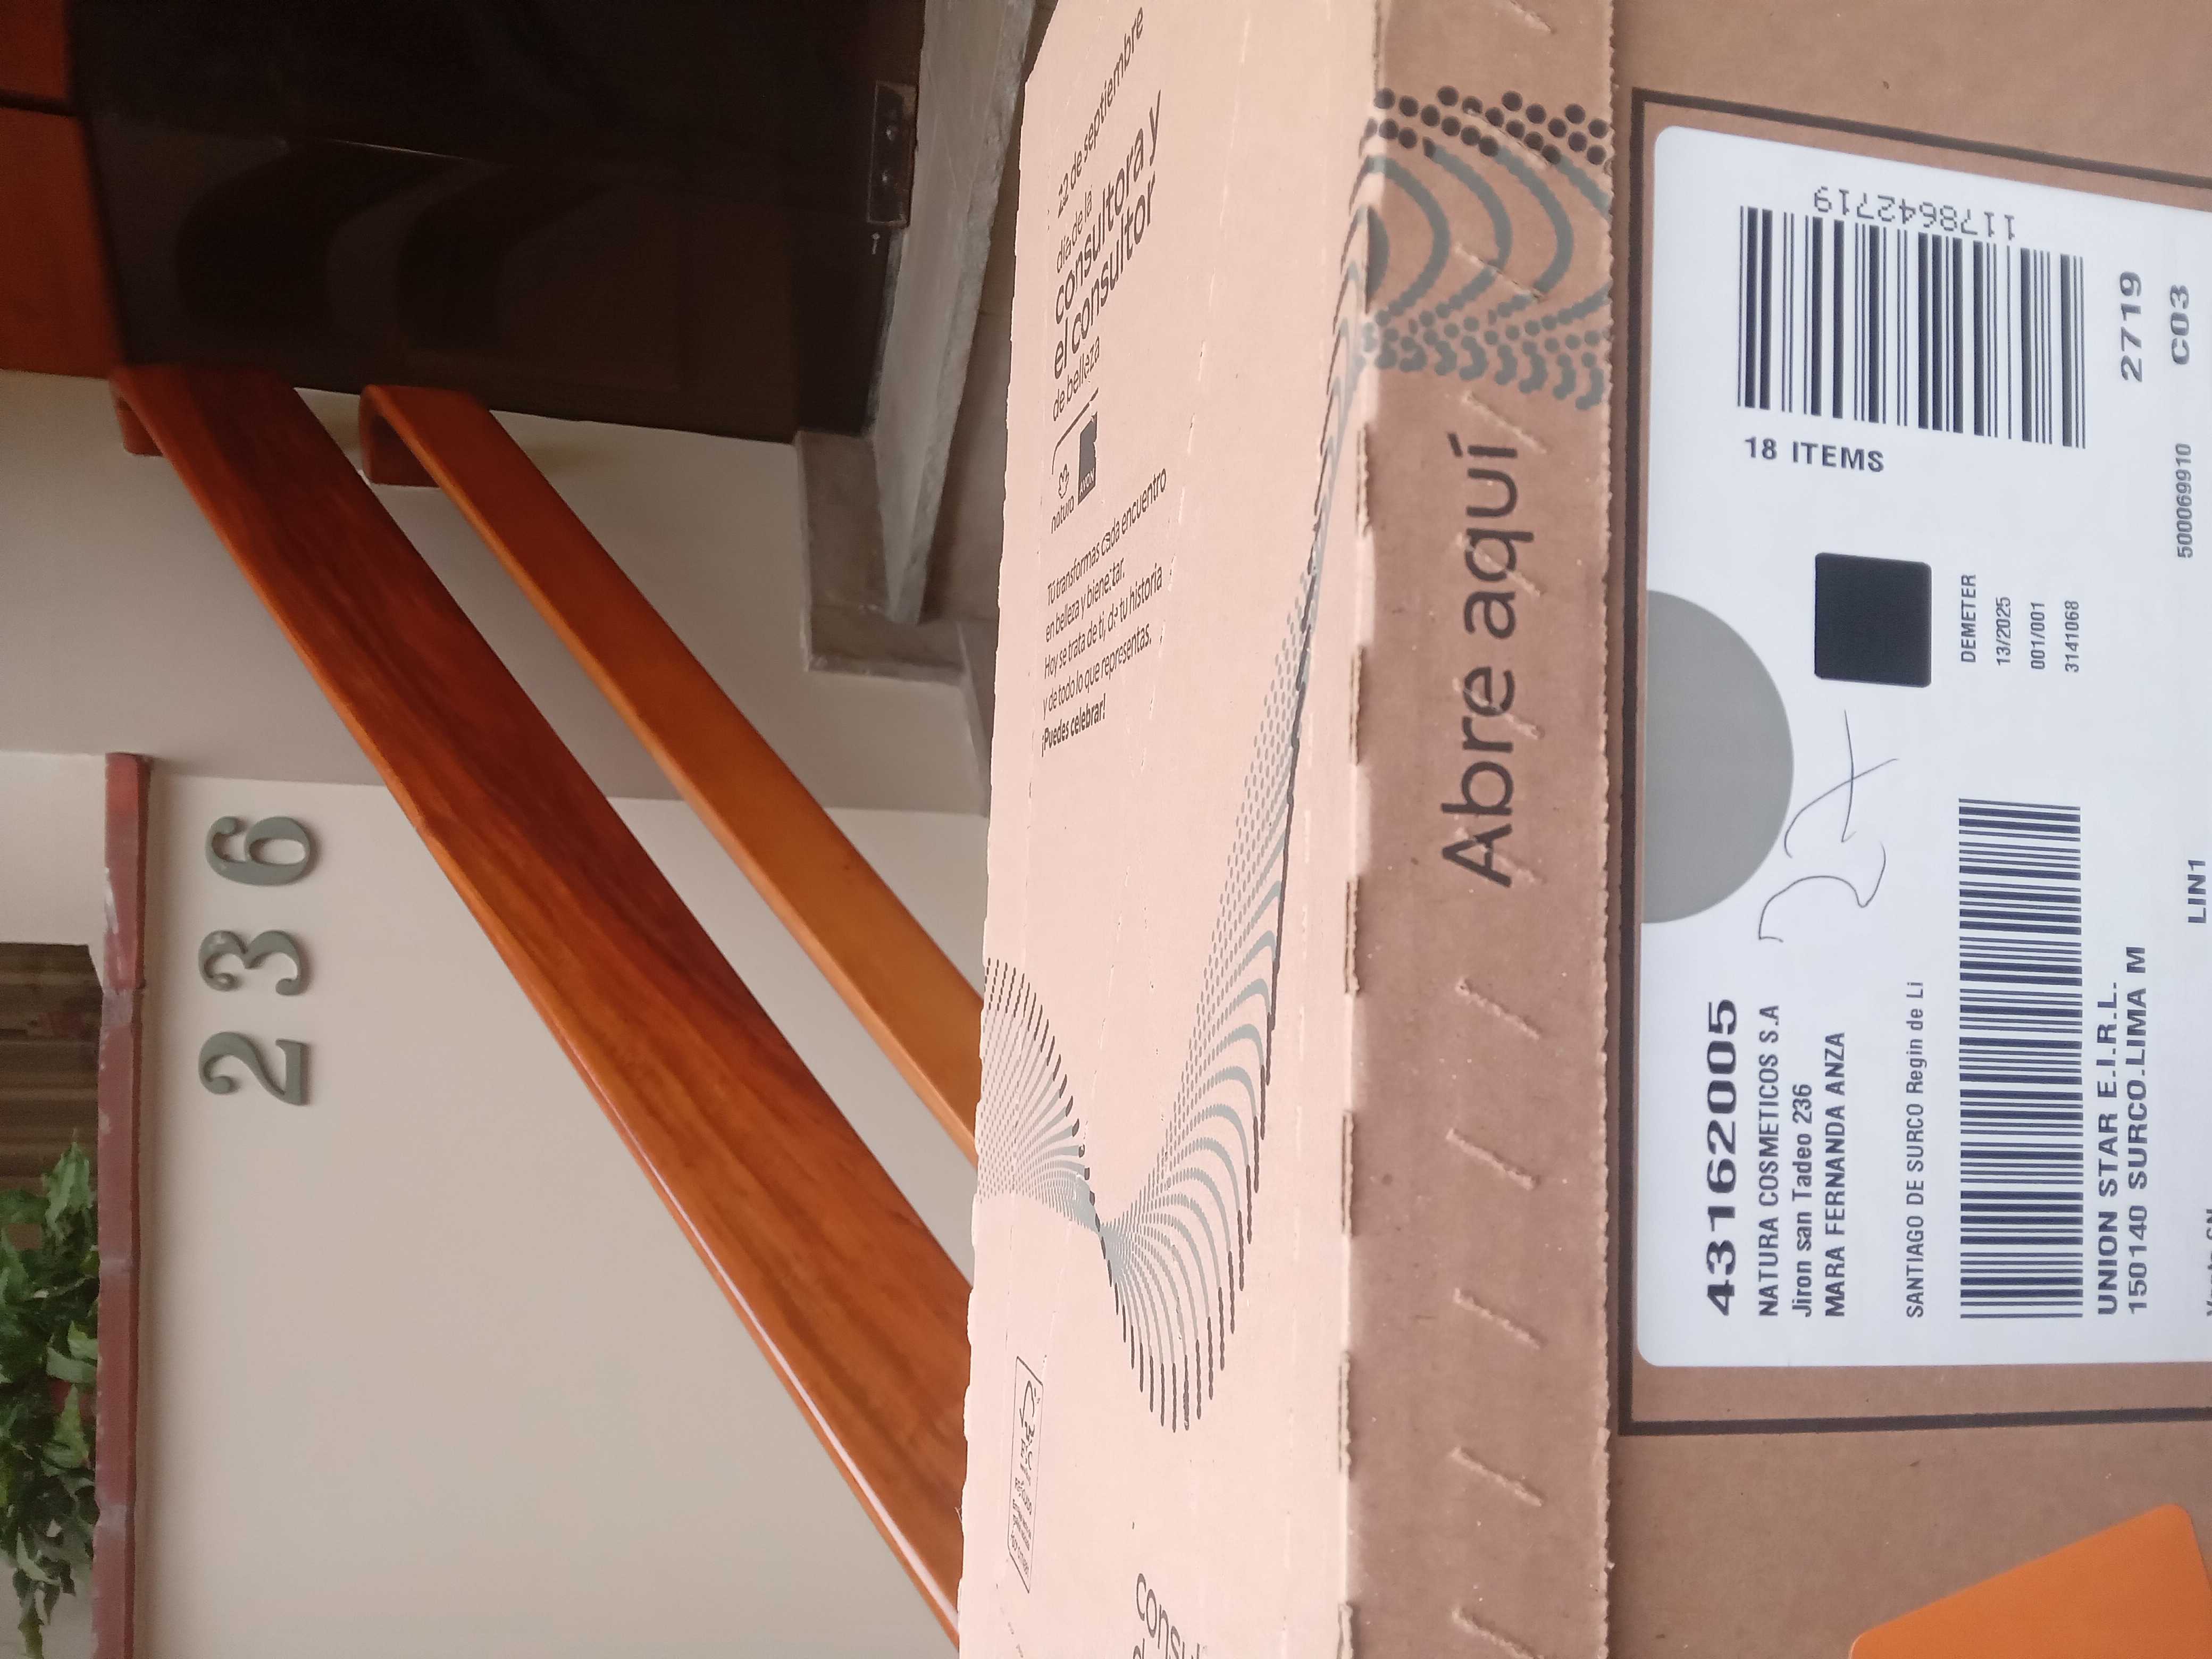 236
12 de septiembre
día de la
consultora y
el consultor
de belleza
natura
AVON
Tú transformas cada encuentro
en belleza y bienestar.
Hoy se trata de ti, de tu historia
y de todo lo que representas.
¡Puedes celebrar!
Abre aquí
43162005
NATURA COSMETICOS S.A
Jiron san Tadeo 236
MARA FERNANDA ANZA
SANTIAGO DE SURCO Regin de Li
UNION STAR E.I.R.L.
150140 SURCO.LIMA M
LIN1
18 ITEMS
1178642719
DEMETER
13/2025
001/001
3141068
2719
500069910
C03